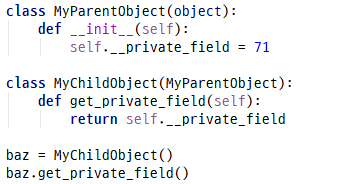 class MyParentObject(object):
    def __init__(self):
        self.__private_field = 71

class MyChildObject(MyParentObject):
    def get_private_field(self):
        return self.__private_field

baz = MyChildObject()
baz.get_private_field()